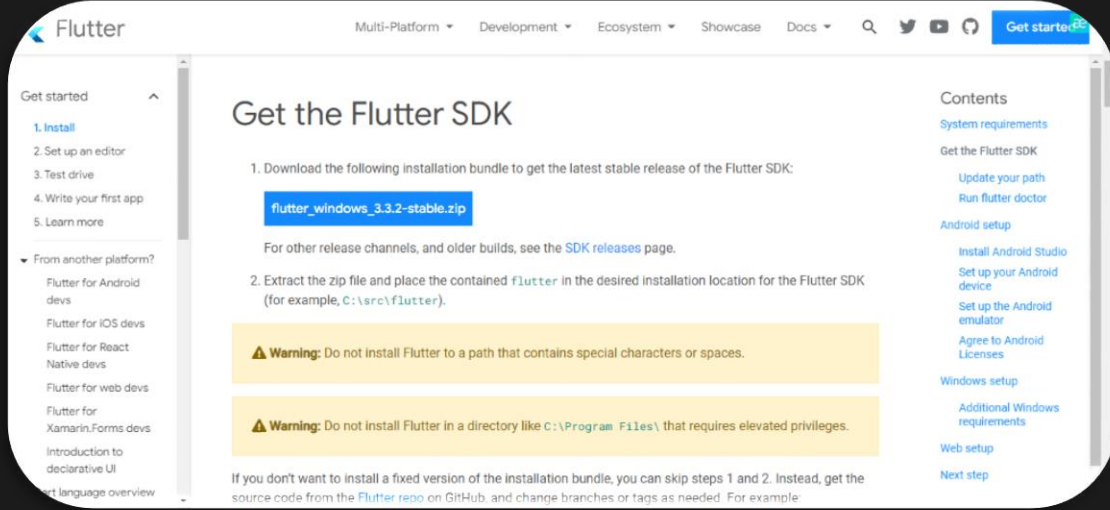 Flutter
Multi-Platform
Development
Ecosystem
Showcase
Docs
Get started
Get started
1. Install
2. Set up an editor
3. Test drive
4. Write your first app
5. Learn more
From another platform?
Flutter for Android
devs
Flutter for iOS devs
Flutter for React
Native devs
Flutter for web devs
Flutter for
Xamarin.Forms devs
Introduction to
declarative UI
language overview
Get the Flutter SDK
1. Download the following installation bundle to get the latest stable release of the Flutter SDK:
flutter_windows_3.3.2-stable.zip
For other release channels, and older builds, see the SDK releases page.
2. Extract the zip file and place the contained flutter in the desired installation location for the Flutter SDK
(for example, C:\src\flutter).
Warning: Do not install Flutter to a path that contains special characters or spaces.
Warning: Do not install Flutter in a directory like C:\Program Files\ that requires elevated privileges.
If you don't want to install a fixed version of the installation bundle, you can skip steps 1 and 2. Instead, get the
source code from the Flutter repo on GitHub, and change branches or tags as needed. For example:
Contents
System requirements
Get the Flutter SDK
Update your path
Run flutter doctor
Android setup
Install Android Studio
Set up your Android
device
Set up the Android
emulator
Agree to Android
Licenses
Windows setup
Additional Windows
requirements
Web setup
Next step